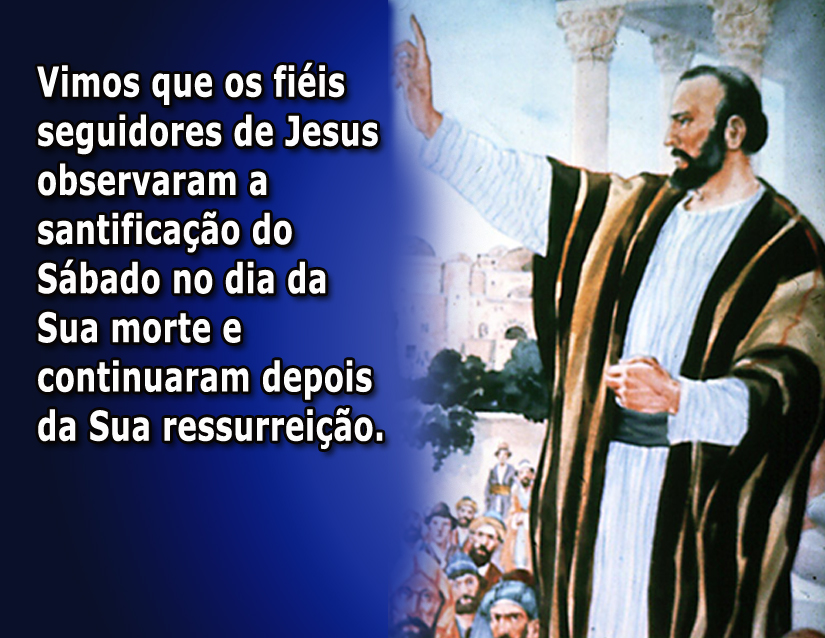 Vimos que os fiéis
seguidores de Jesus
observaram a
santificação do
Sábado no dia da
Sua morte e
continuaram depois
da Sua ressurreição.